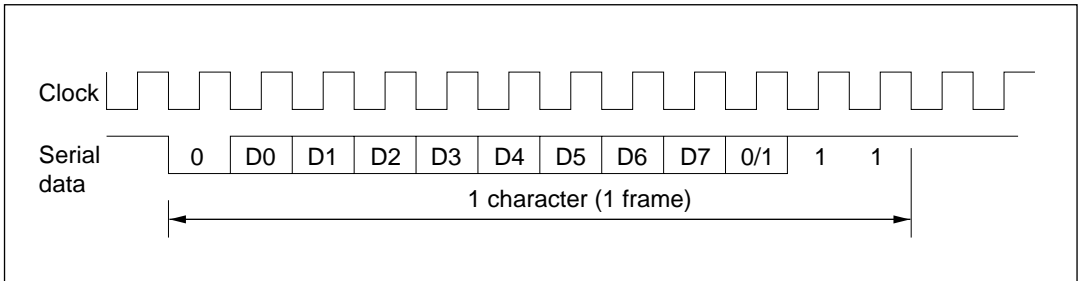 Clock
Serial
data
0 D0 D1 D2 D3 D4 D5 D6 D7 0/1 1 1
1 character (1 frame)